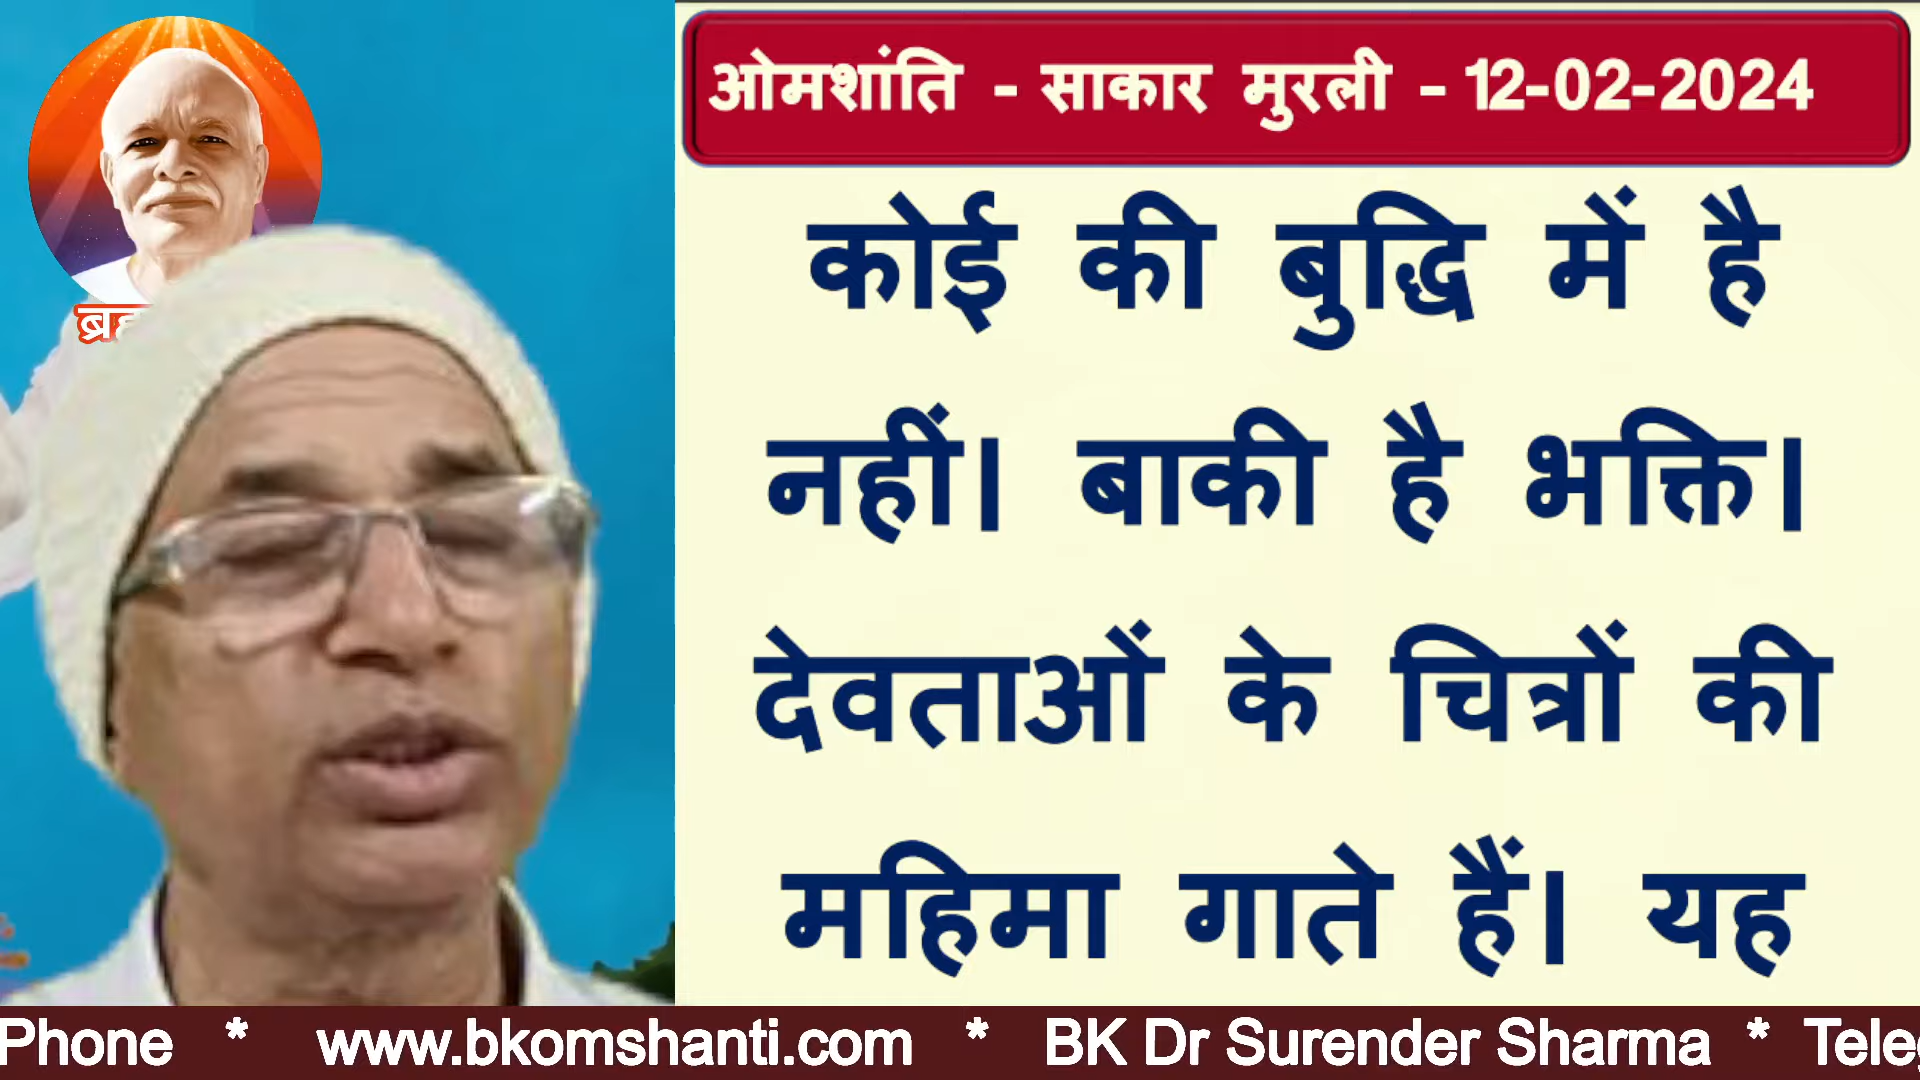 ओमशांति - साकार मुरली - 12-02-2024
कोई की बुद्धि में है
नहीं। बाकी है भक्ति।
देवताओं के चित्रों की
महिमा गाते हैं। यह
Phone * www.bkomshanti.com * BK Dr Surender Sharma *